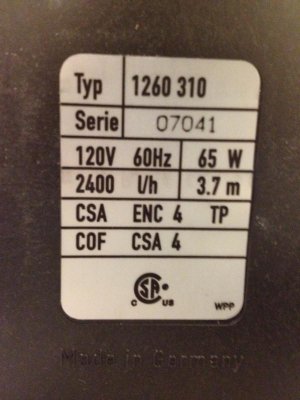 Typ 1260 310
Serie 07041
120V 60Hz 65 W
2400 l/h 3.7 m
CSA ENC 4 TP
COF CSA 4
SA
C US
WPP
Made in Germany